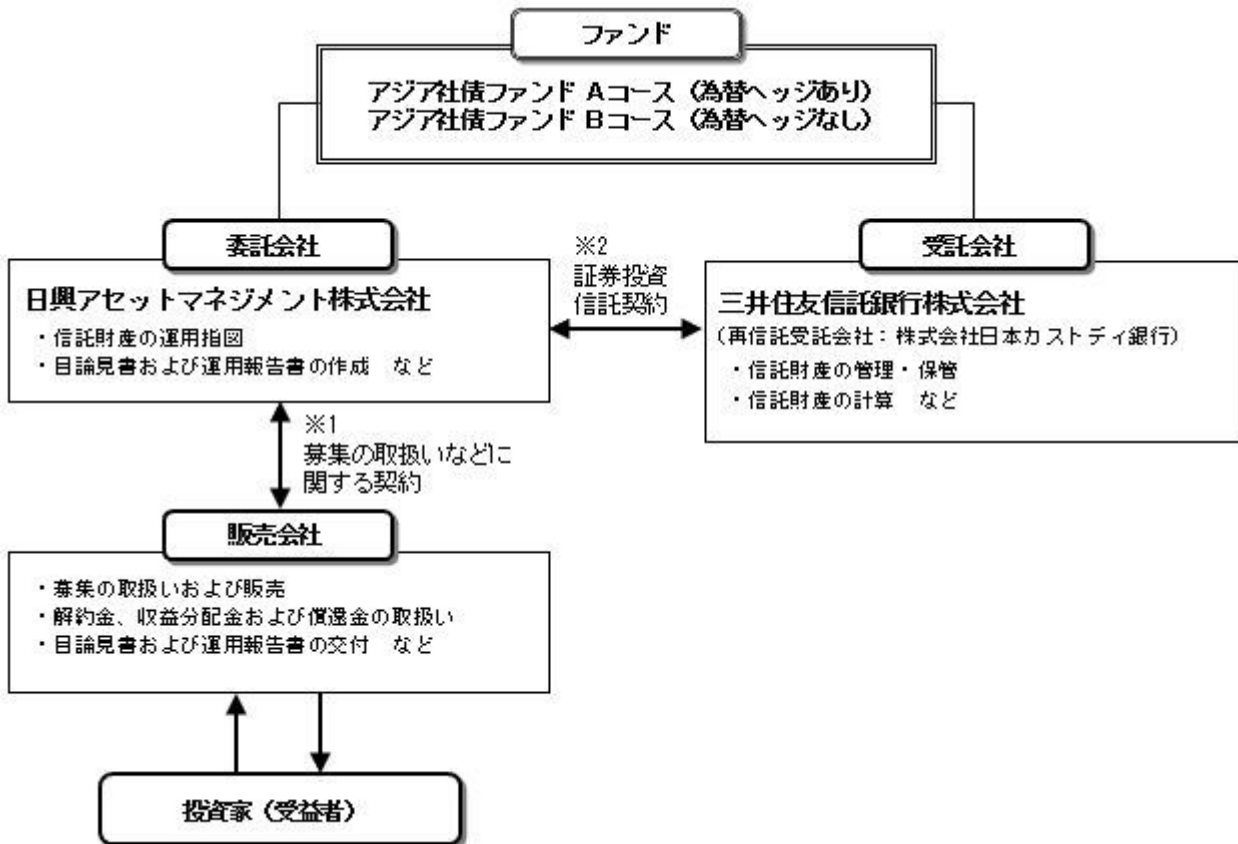 ファンド
アジア社債ファンド Aコース（為替ヘッジあり）
アジア社債ファンド Bコース（為替ヘッジなし）
委託会社
日興アセットマネジメント株式会社
・信託財産の運用指図
・目論見書および運用報告書の作成　など
※2
証券投資
信託契約
受託会社
三井住友信託銀行株式会社
（再信託受託会社：株式会社日本カストディ銀行）
・信託財産の管理・保管
・信託財産の計算　など
※1
募集の取扱いなどに
関する契約
販売会社
・募集の取扱いおよび販売
・解約金、収益分配金および償還金の取扱い
・目論見書および運用報告書の交付　など
投資家（受益者）